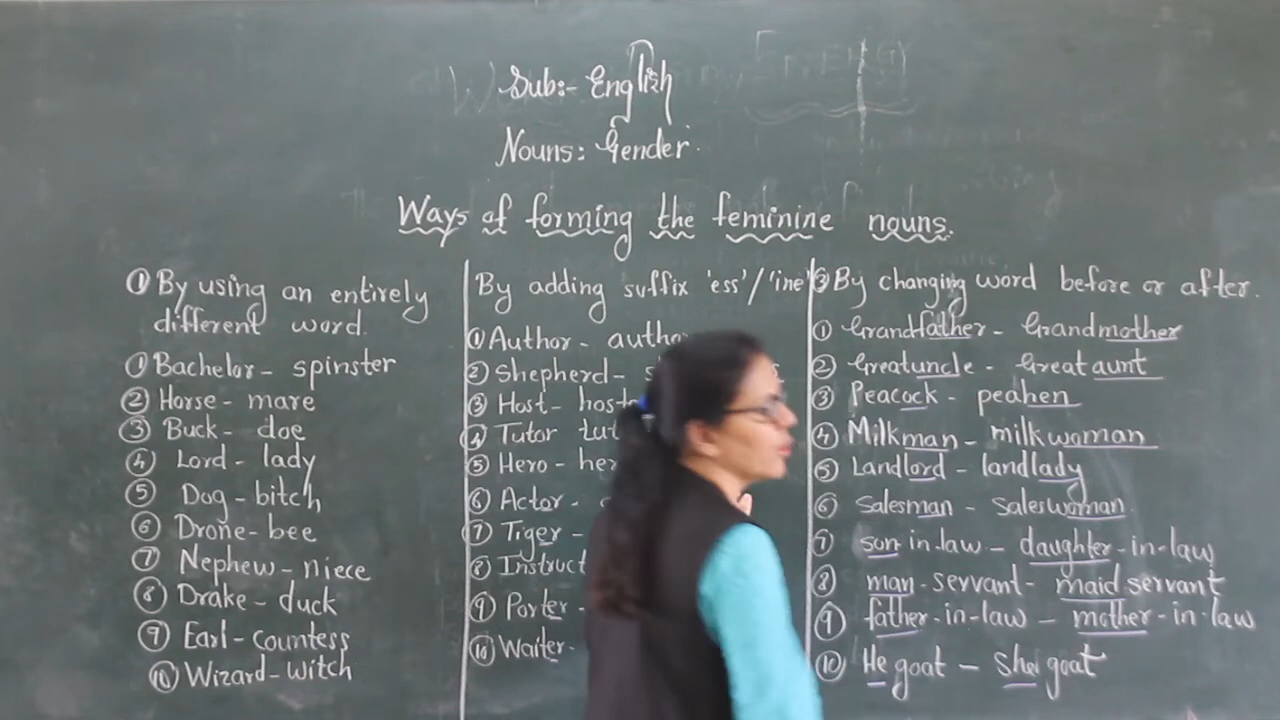 Sub:- English
Nouns: Gender.
Ways of forming the feminine nouns.
① By using an entirely
different word.
① Bachelor - spinster
② Horse - mare
③ Buck - doe
④ Lord - lady
⑤ Dog - bitch
⑥ Drone - bee
⑦ Nephew - niece
⑧ Drake - duck
⑨ Earl - countess
⑩ Wizard - witch
By adding suffix 'ess'/'ine'
① Author -
② Shepherd -
③ Host -
④ Tutor
⑤ Hero -
⑥ Actor -
⑦ Tiger -
⑧ Instruct
⑨ Porter -
⑩ Waiter -
③ By changing word before or after.
① Grandfather - Grandmother
② Greatuncle - Greataunt
③ Peacock - peahen
④ Milkman - milkwoman
⑤ Landlord - landlady
⑥ Salesman - saleswoman.
⑦ son in-law - daughter-in-law
⑧ man-servant - maid servant
⑨ father-in-law - mother-in-law
⑩ He goat - She goat